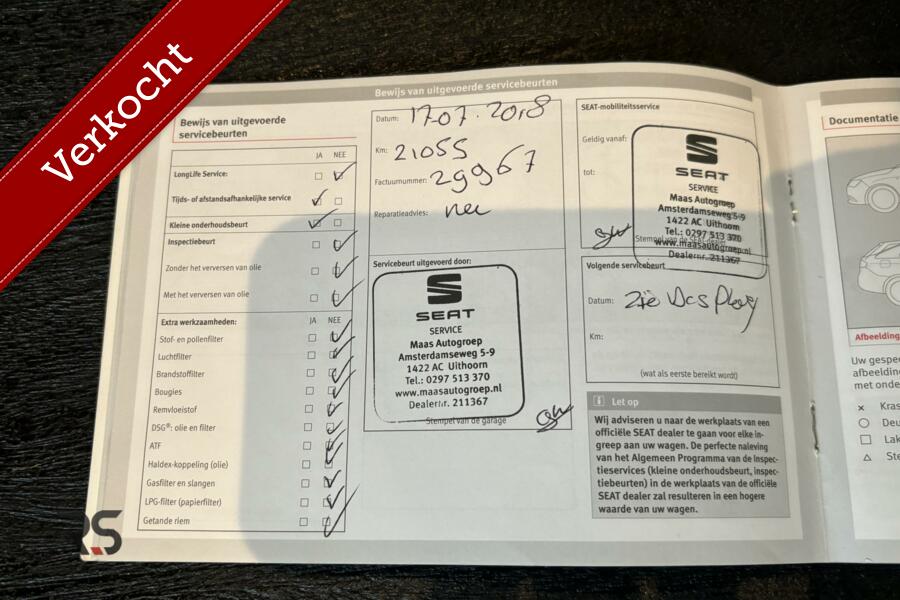 Verkocht
Bewijs van uitgevoerde servicebeurten
Bewijs van uitgevoerde
servicebeurten
JA NEE
LongLife Service:
Tijds- of afstandsafhankelijke service
Kleine onderhoudsbeurt
Inspectiebeurt
Zonder het verversen van olie
Met het verversen van olie
Extra werkzaamheden: JA NEE
Stof- en pollenfilter
Luchtfilter
Brandstoffilter
Bougies
Remvloeistof
DSG®: olie en filter
ATF
Haldex-koppeling (olie)
Gasfilter en slangen
LPG-filter (papierfilter)
Getande riem
Datum: 17.07.2018
Km: 21055
Factuurnummer: 29967
Reparatieadvies: nee
Servicebeurt uitgevoerd door:
SEAT
SERVICE
Maas Autogroep
Amsterdamseweg 5-9
1422 AC Uithoorn
Tel.: 0297 513 370
www.maasautogroep.nl
Dealernr. 211367
Stempel van de garage
SEAT-mobiliteitsservice
Geldig vanaf:
tot:
SEAT
SERVICE
Maas Autogroep
Amsterdamseweg 5-9
1422 AC Uithoorn
Tel.: 0297 513 370
Stempel van de SEAT-dealer
www.maasautogroep.nl
Dealernr. 211367
Volgende servicebeurt
Datum: zie Das
Km:
(wat als eerste bereikt wordt)
Let op
Wij adviseren u naar de werkplaats van een
officiële SEAT dealer te gaan voor elke in-
greep aan uw wagen. De perfecte naleving
van het Algemeen Programma van de Inspec-
tieservices (kleine onderhoudsbeurt, inspec-
tiebeurten) in de werkplaats van de officiële
SEAT dealer zal resulteren in een hogere
waarde van uw wagen.
Documentatie
Afbeelding
Uw gespe
afbeelding
met onde
Kras
Deu
Lak
Ste
RS